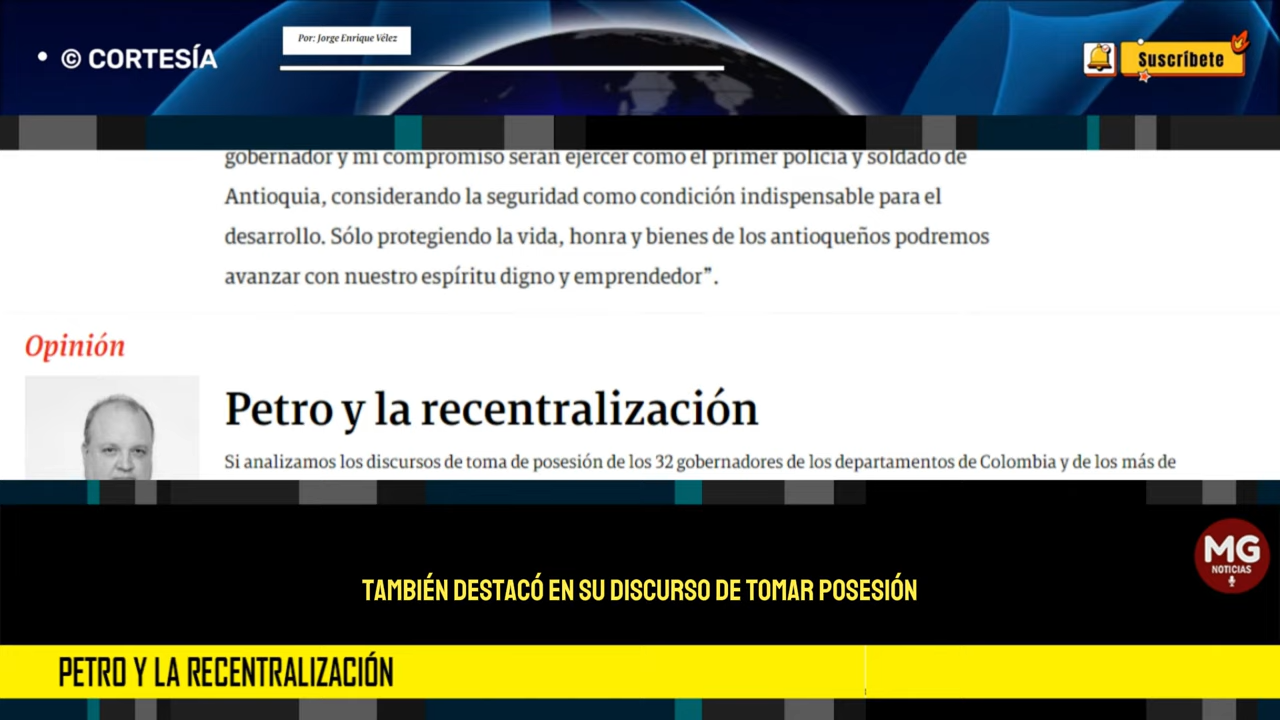 • © CORTESÍA
Por: Jorge Enrique Vélez
Suscríbete
gobernador y mi compromiso serán ejercer como el primer policía y soldado de
Antioquia, considerando la seguridad como condición indispensable para el
desarrollo. Sólo protegiendo la vida, honra y bienes de los antioqueños podremos
avanzar con nuestro espíritu digno y emprendedor”.
Opinión
Petro y la recentralización
Si analizamos los discursos de toma de posesión de los 32 gobernadores de los departamentos de Colombia y de los más de
MG
NOTICIAS
TAMBIÉN DESTACÓ EN SU DISCURSO DE TOMAR POSESIÓN
PETRO Y LA RECENTRALIZACIÓN